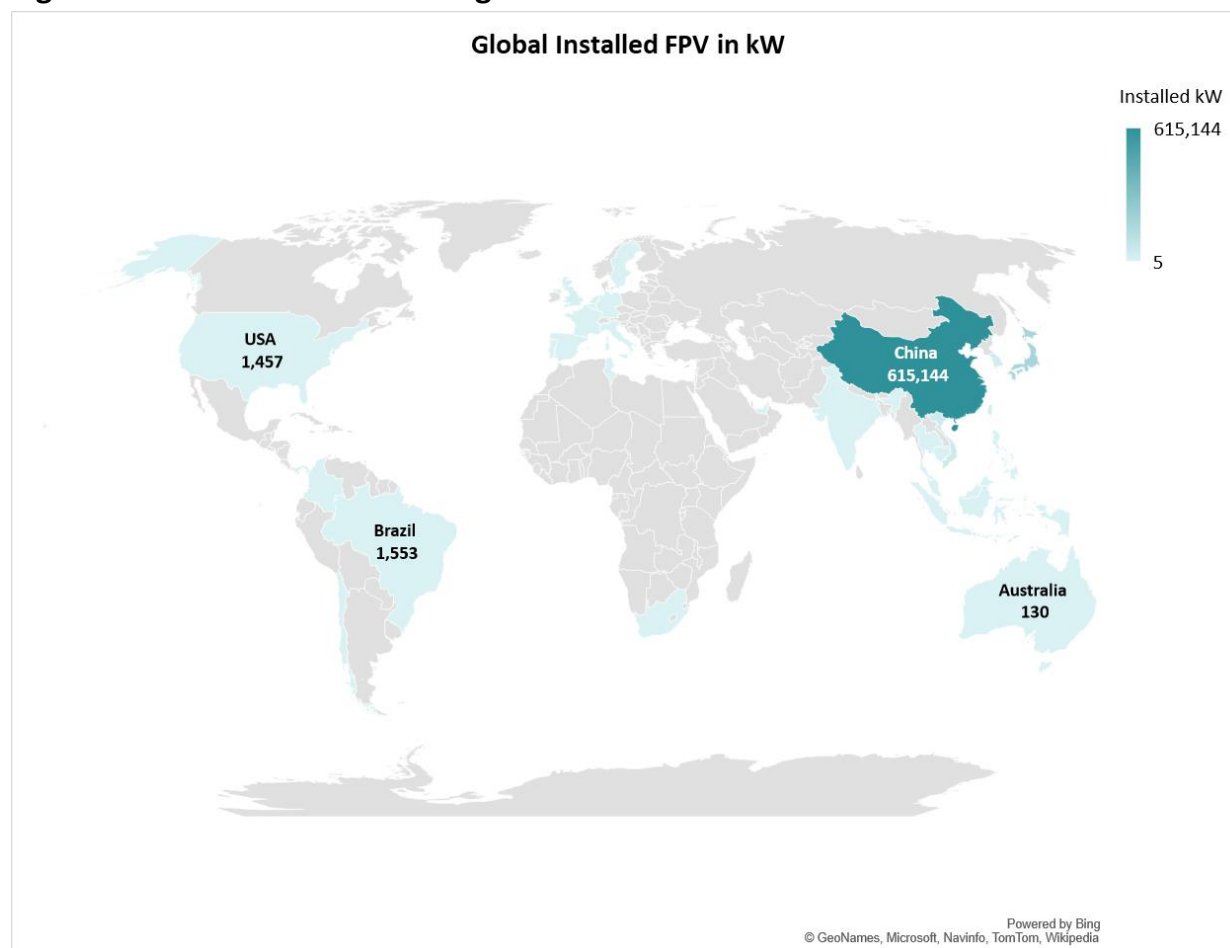 Global Installed FPV in kW
Installed kW
615,144
5
USA
1,457
China
615,144
Brazil
1,553
Australia
130
Powered by Bing
© GeoNames, Microsoft, Navinfo, TomTom, Wikipedia